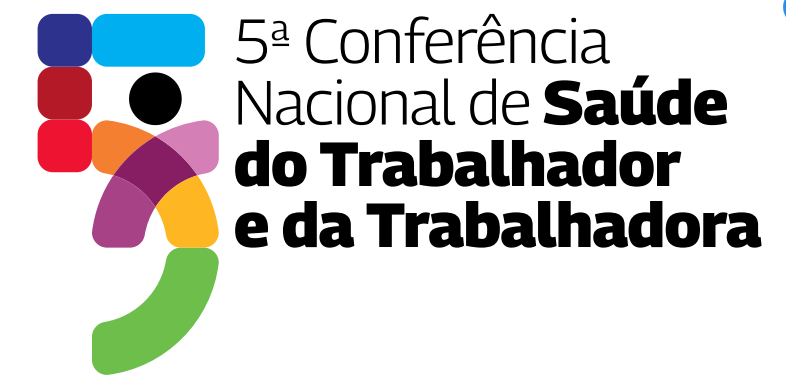 5ª Conferência
Nacional de Saúde
do Trabalhador
e da Trabalhadora